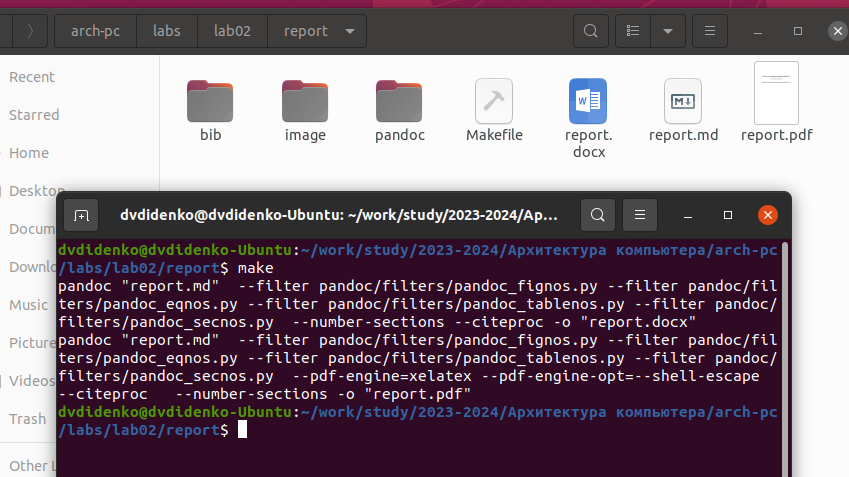 arch-pc labs lab02 report
Recent
Starred
Home
Desktop
Docum
Downlo
Music
Picture
Videos
Trash
Other L
bib image pandoc Makefile report. report.md report.pdf
docx
W
M
dvdidenko@dvdidenko-Ubuntu: ~/work/study/2023-2024/Ар...
dvdidenko@dvdidenko-Ubuntu:~/work/study/2023-2024/Архитектура компьютера/arch-pc
/labs/lab02/report$ make
pandoc "report.md"  --filter pandoc/filters/pandoc_fignos.py --filter pandoc/fil
ters/pandoc_eqnos.py --filter pandoc/filters/pandoc_tablenos.py --filter pandoc/
filters/pandoc_secnos.py  --number-sections --citeproc -o "report.docx"
pandoc "report.md"  --filter pandoc/filters/pandoc_fignos.py --filter pandoc/fil
ters/pandoc_eqnos.py --filter pandoc/filters/pandoc_tablenos.py --filter pandoc/
filters/pandoc_secnos.py  --pdf-engine=xelatex --pdf-engine-opt=--shell-escape
--citeproc   --number-sections -o "report.pdf"
dvdidenko@dvdidenko-Ubuntu:~/work/study/2023-2024/Архитектура компьютера/arch-pc
/labs/lab02/report$